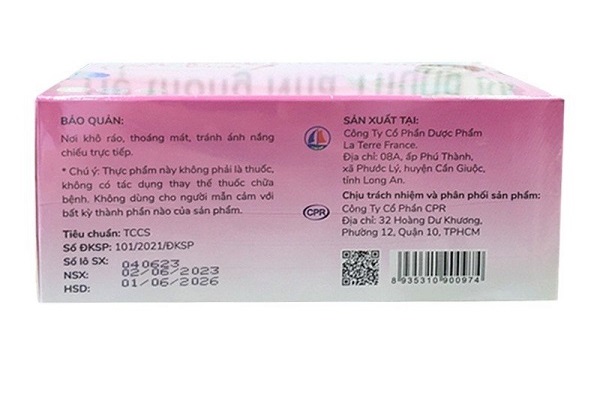 BẢO QUẢN:
Nơi khô ráo, thoáng mát, tránh ánh nắng
chiếu trực tiếp.
* Chú ý: Thực phẩm này không phải là thuốc,
không có tác dụng thay thế thuốc chữa
bệnh. Không dùng cho người mẫn cảm với
bất kỳ thành phần nào của sản phẩm.
Tiêu chuẩn: TCCS
Số ĐKSP: 101/2021/ĐKSP
Số lô SX: 040623
NSX: 02/06/2023
HSD: 01/06/2026
SẢN XUẤT TẠI:
Công Ty Cổ Phần Dược Phẩm
La Terre France.
Địa chỉ: 08A, ấp Phú Thành,
xã Phước Lý, huyện Cần Giuộc,
tỉnh Long An.
Chịu trách nhiệm và phân phối sản phẩm:
CPR
Công Ty Cổ Phần CPR
Địa chỉ: 32 Hoàng Dư Khương,
Phường 12, Quận 10, TPHCM
8 935310 900974